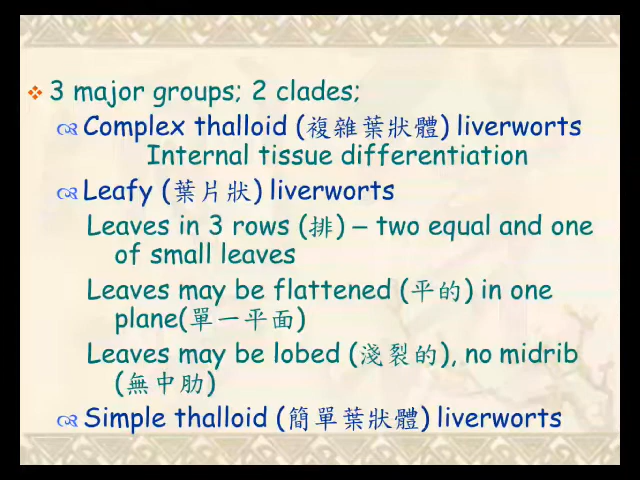 3 major groups; 2 clades;
Complex thalloid (複雜葉狀體) liverworts
Internal tissue differentiation
Leafy (葉片狀) liverworts
Leaves in 3 rows (排) – two equal and one
of small leaves
Leaves may be flattened (平的) in one
plane(單一平面)
Leaves may be lobed (淺裂的), no midrib
(無中肋)
Simple thalloid (簡單葉狀體) liverworts